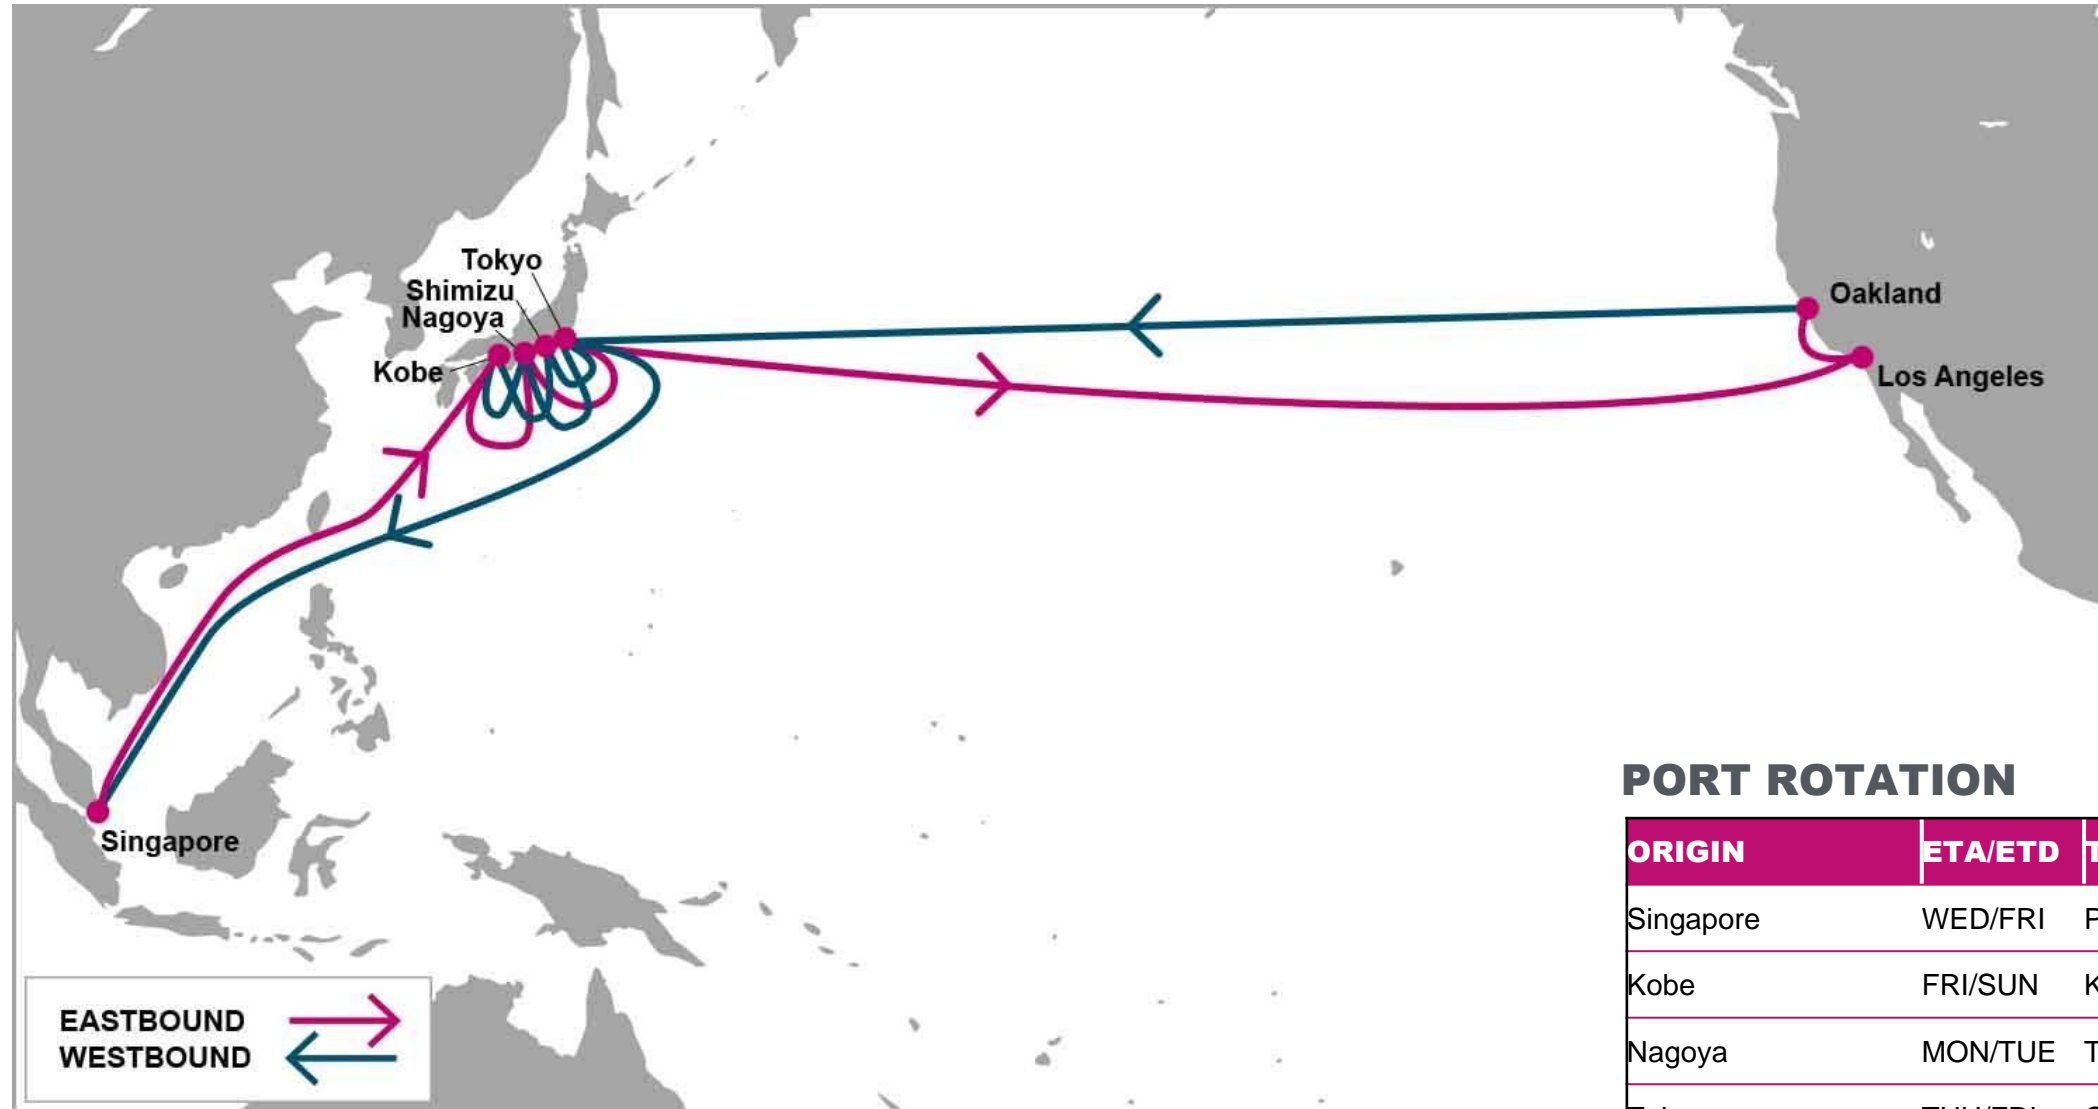 Tokyo
Shimizu
Nagoya
Kobe
Oakland
Los Angeles
Singapore
EASTBOUND
WESTBOUND
PORT ROTATION
ORIGIN ETA/ETD
Singapore WED/FRI
Kobe FRI/SUN
Nagoya MON/TUE